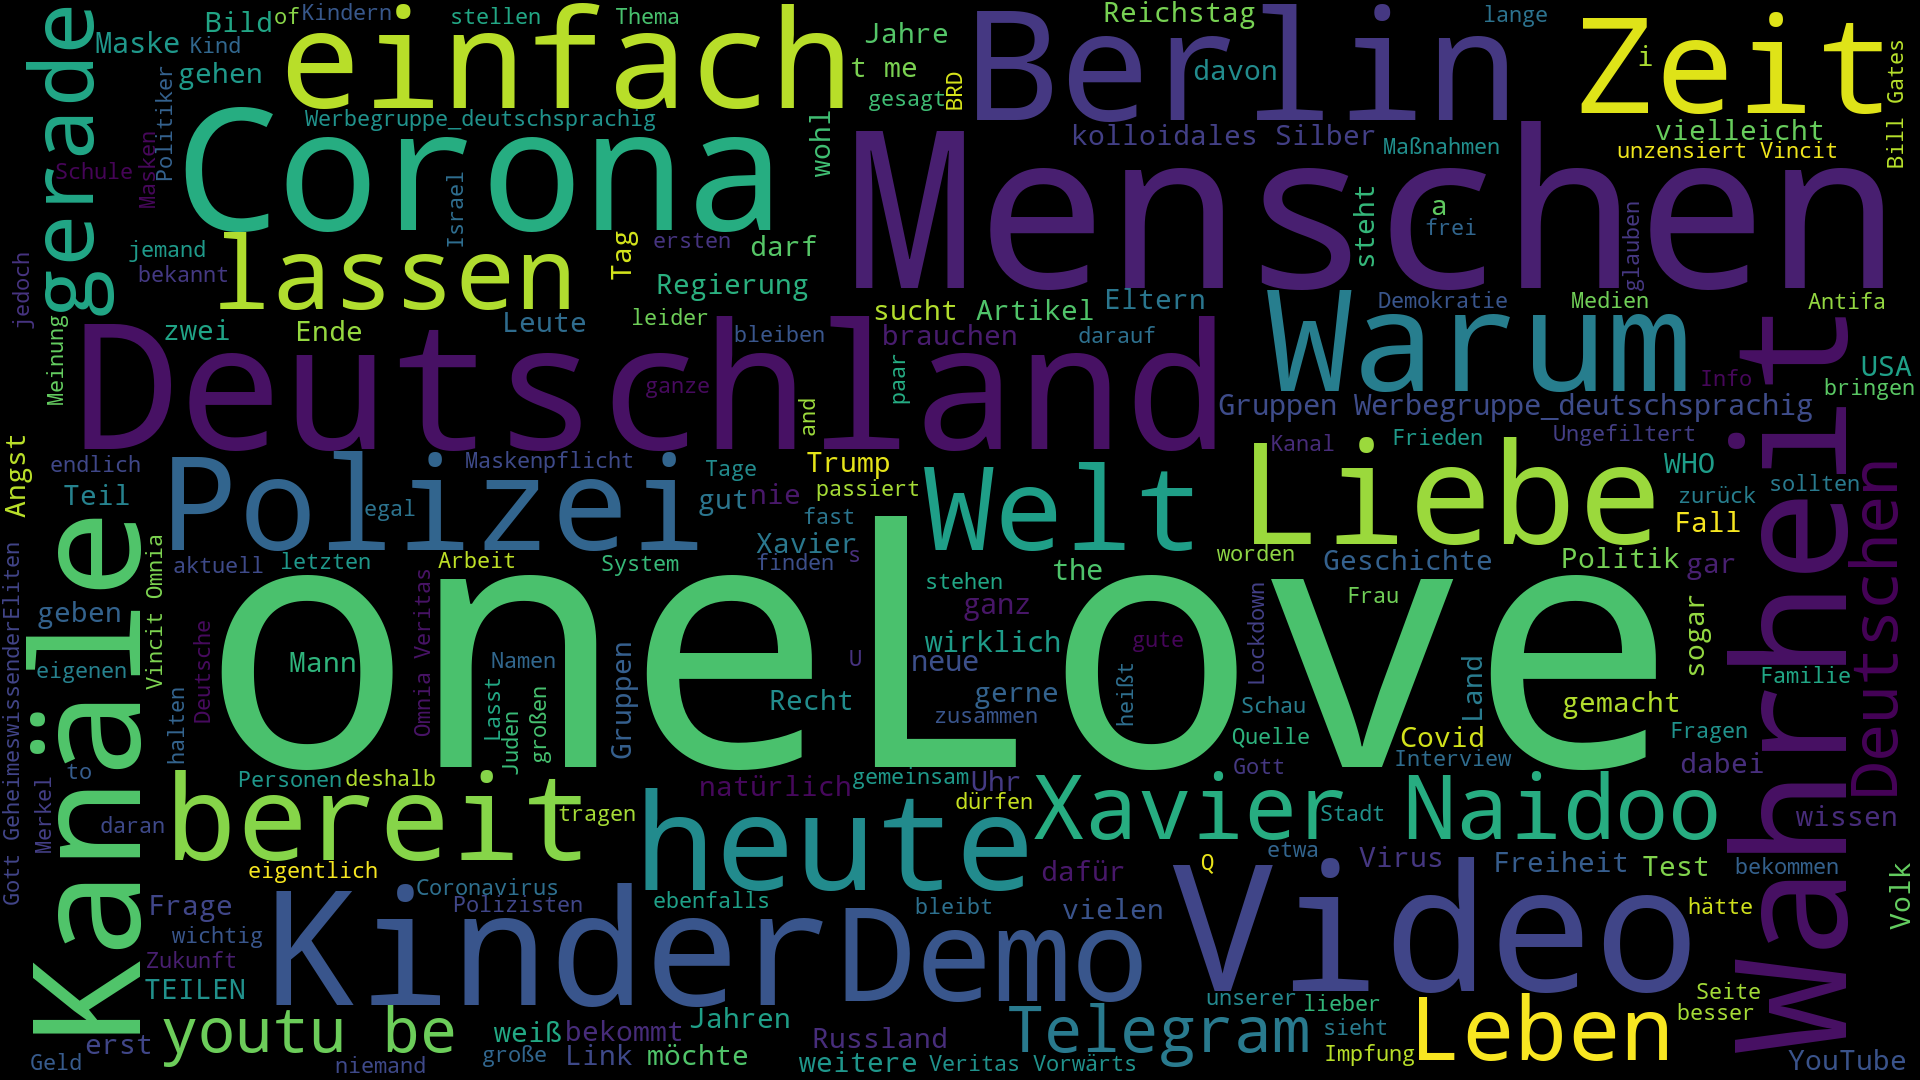 Bild of Kindern stellen Thema Reichstag lange
Maske Kind einfach Jahre Berlin davon Zeit i
gehen t me
gesagt BRD
gerade Politiker Werbegruppe_deutschsprachig Bill Gates
Corona wohl kolloidales Silber Maßnahmen vielleicht
unzensiert Vincit
Schule Masken Israel Menschen steht a
frei glauben
jemand lassen Tag ersten darf
bekannt
jedoch Regierung Eltern Demokratie Medien Antifa
sucht Artikel
zwei Ende Leute leider bleiben brauchen darauf Warum
Meinung Deutschland paar ganze Info USA
bringen
and Gruppen Werbegruppe_deutschsprachig
Angst endlich Polizei Maskenpflicht Tage Trump Welt Liebe Kanal Frieden Ungefiltert
Teil egal gut nie passiert WHO
fast zurück sollten
Xavier Fall
aktuell letzten Arbeit System finden s the worden Geschichte Politik gar
Kanäle Vincit Omnia stehen Wahrheit Deutschen
Gott GeheimeswissenderEliten geben oneLove ganz Lockdown Frau sogar
Deutsche Omnia Veritas wirklich gute
eigenen Mann Namen Gruppen U neue heißt Land Familie
halten Lasst Juden großen Recht gerne Schau gemacht
zusammen Quelle Covid Fragen
Merkel to Personen deshalb natürlich gemeinsam Uhr Gott Interview dabei
daran bereit tragen heute dürfen Xavier Naidoo Stadt wissen
eigentlich dafür Q etwa Virus Freiheit Test bekommen
Frage Coronavirus ebenfalls bleibt vielen Video hätte Volk
Polizisten
wichtig Kinder Demo
Zukunft
TEILEN unserer lieber Seite
Geld erst youtu be weiß bekommt Jahren Russland Telegram sieht Leben besser
niemand große Link möchte weitere Veritas Vorwärts Impfung YouTube